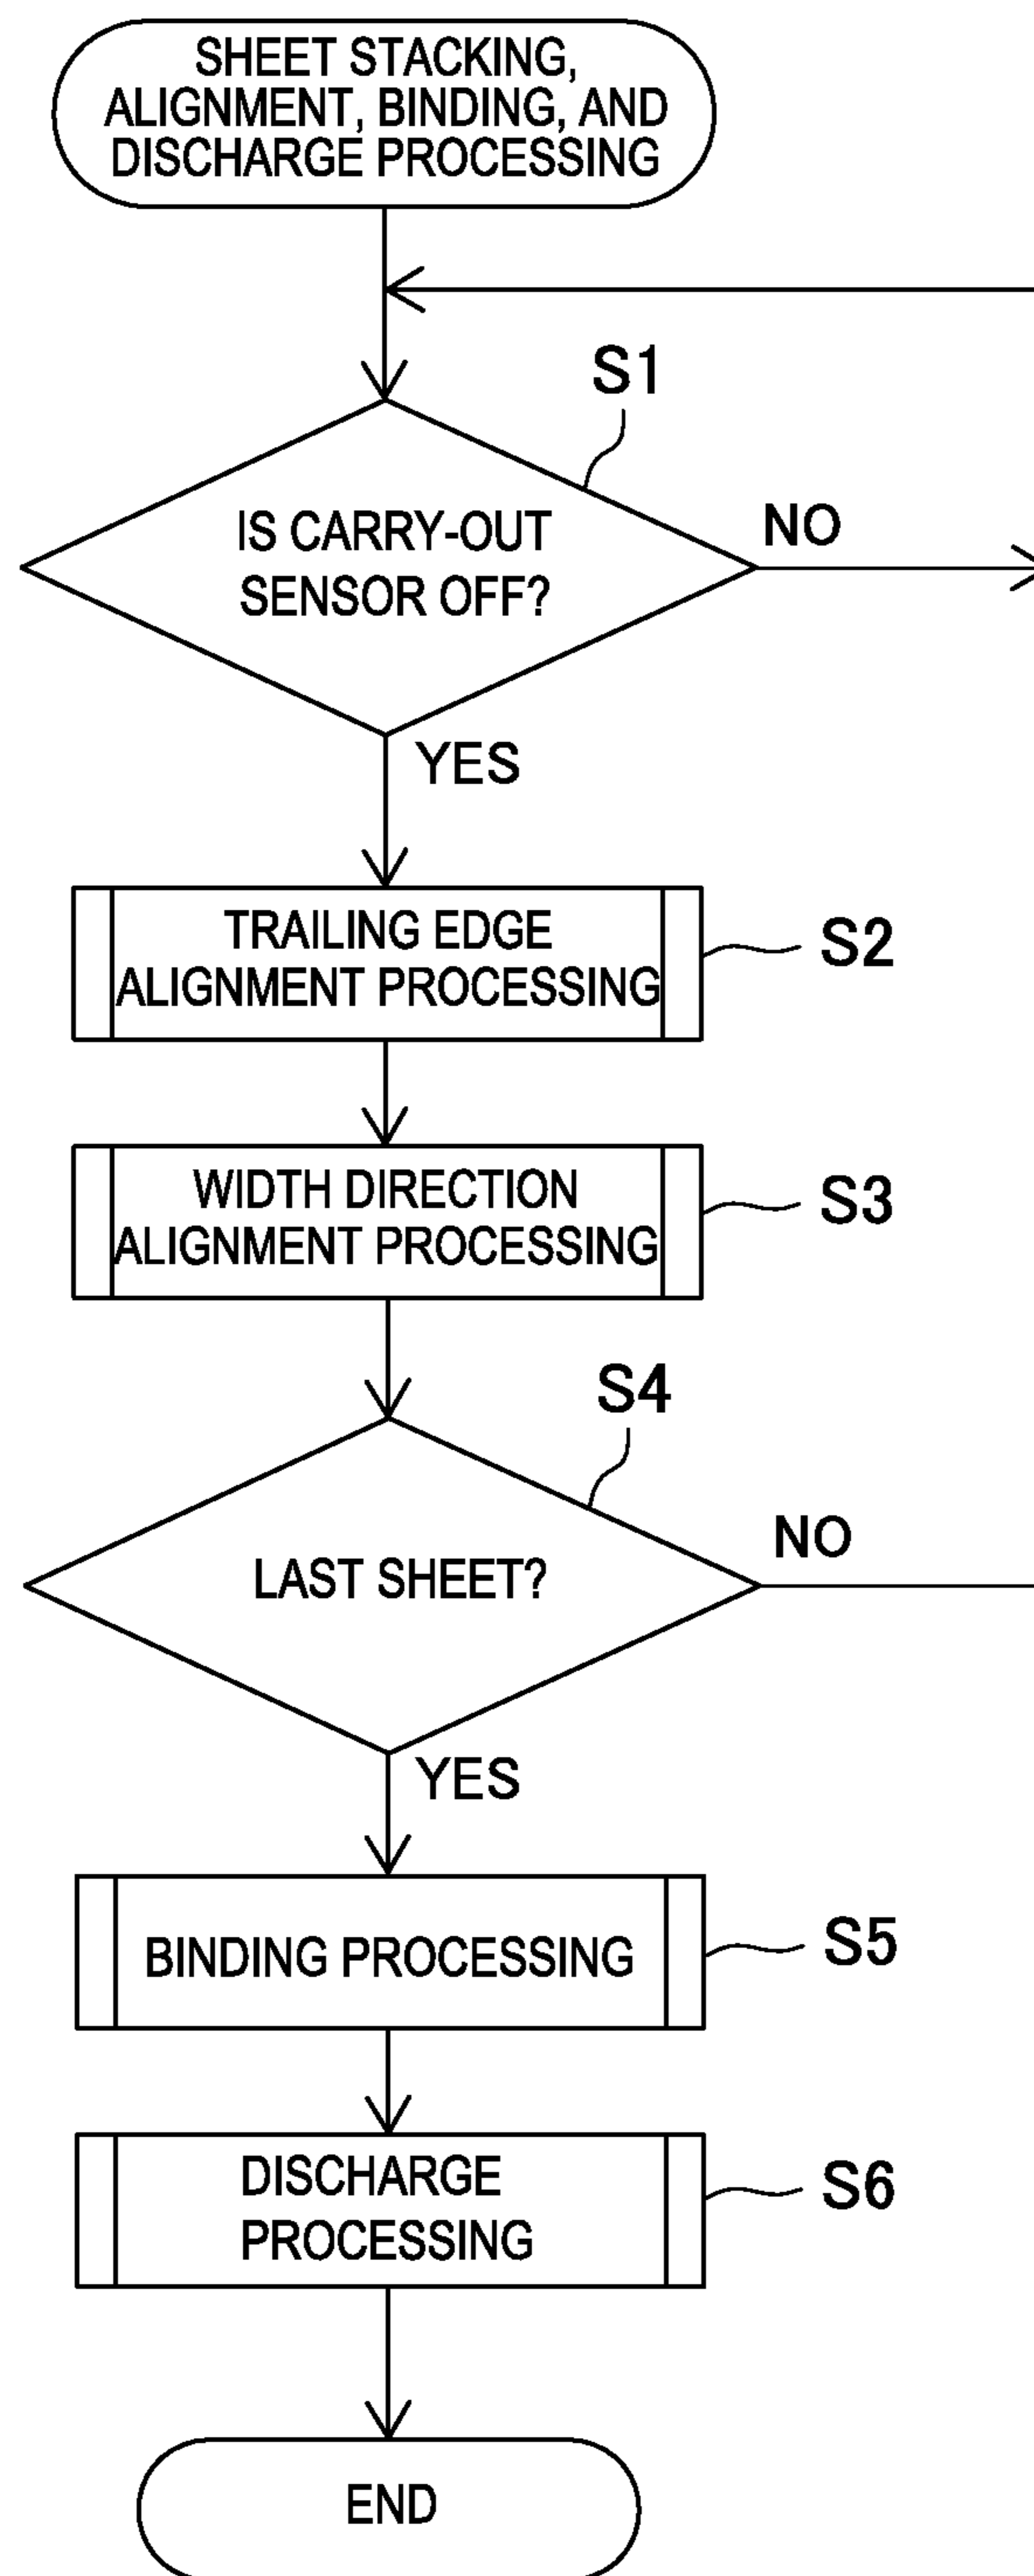 SHEET STACKING,
ALIGNMENT, BINDING, AND
DISCHARGE PROCESSING
S1
IS CARRY-OUT
SENSOR OFF?
NO
YES
TRAILING EDGE
ALIGNMENT PROCESSING
S2
WIDTH DIRECTION
ALIGNMENT PROCESSING
S3
S4
LAST SHEET?
NO
YES
BINDING PROCESSING
S5
DISCHARGE
PROCESSING
S6
END